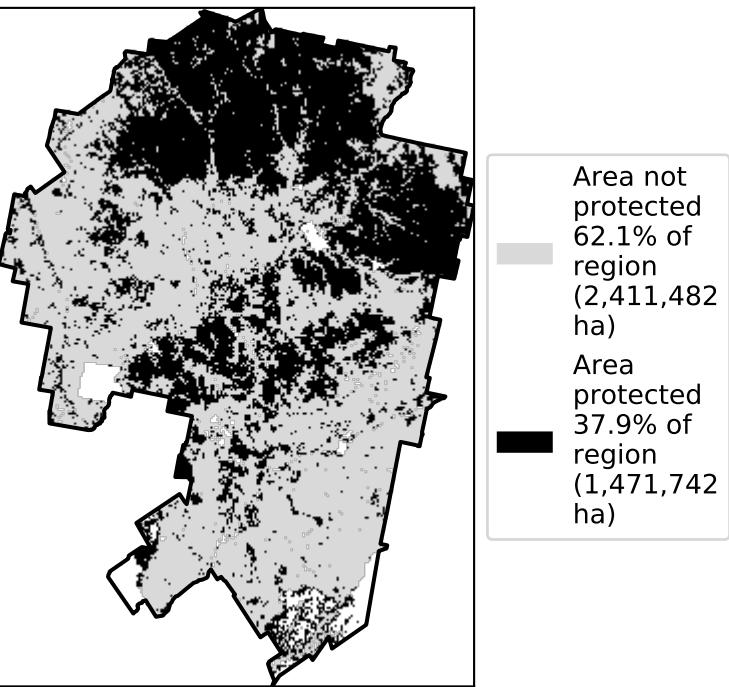 Area not
protected
62.1% of
region
(2,411,482
ha)
Area
protected
37.9% of
region
(1,471,742
ha)